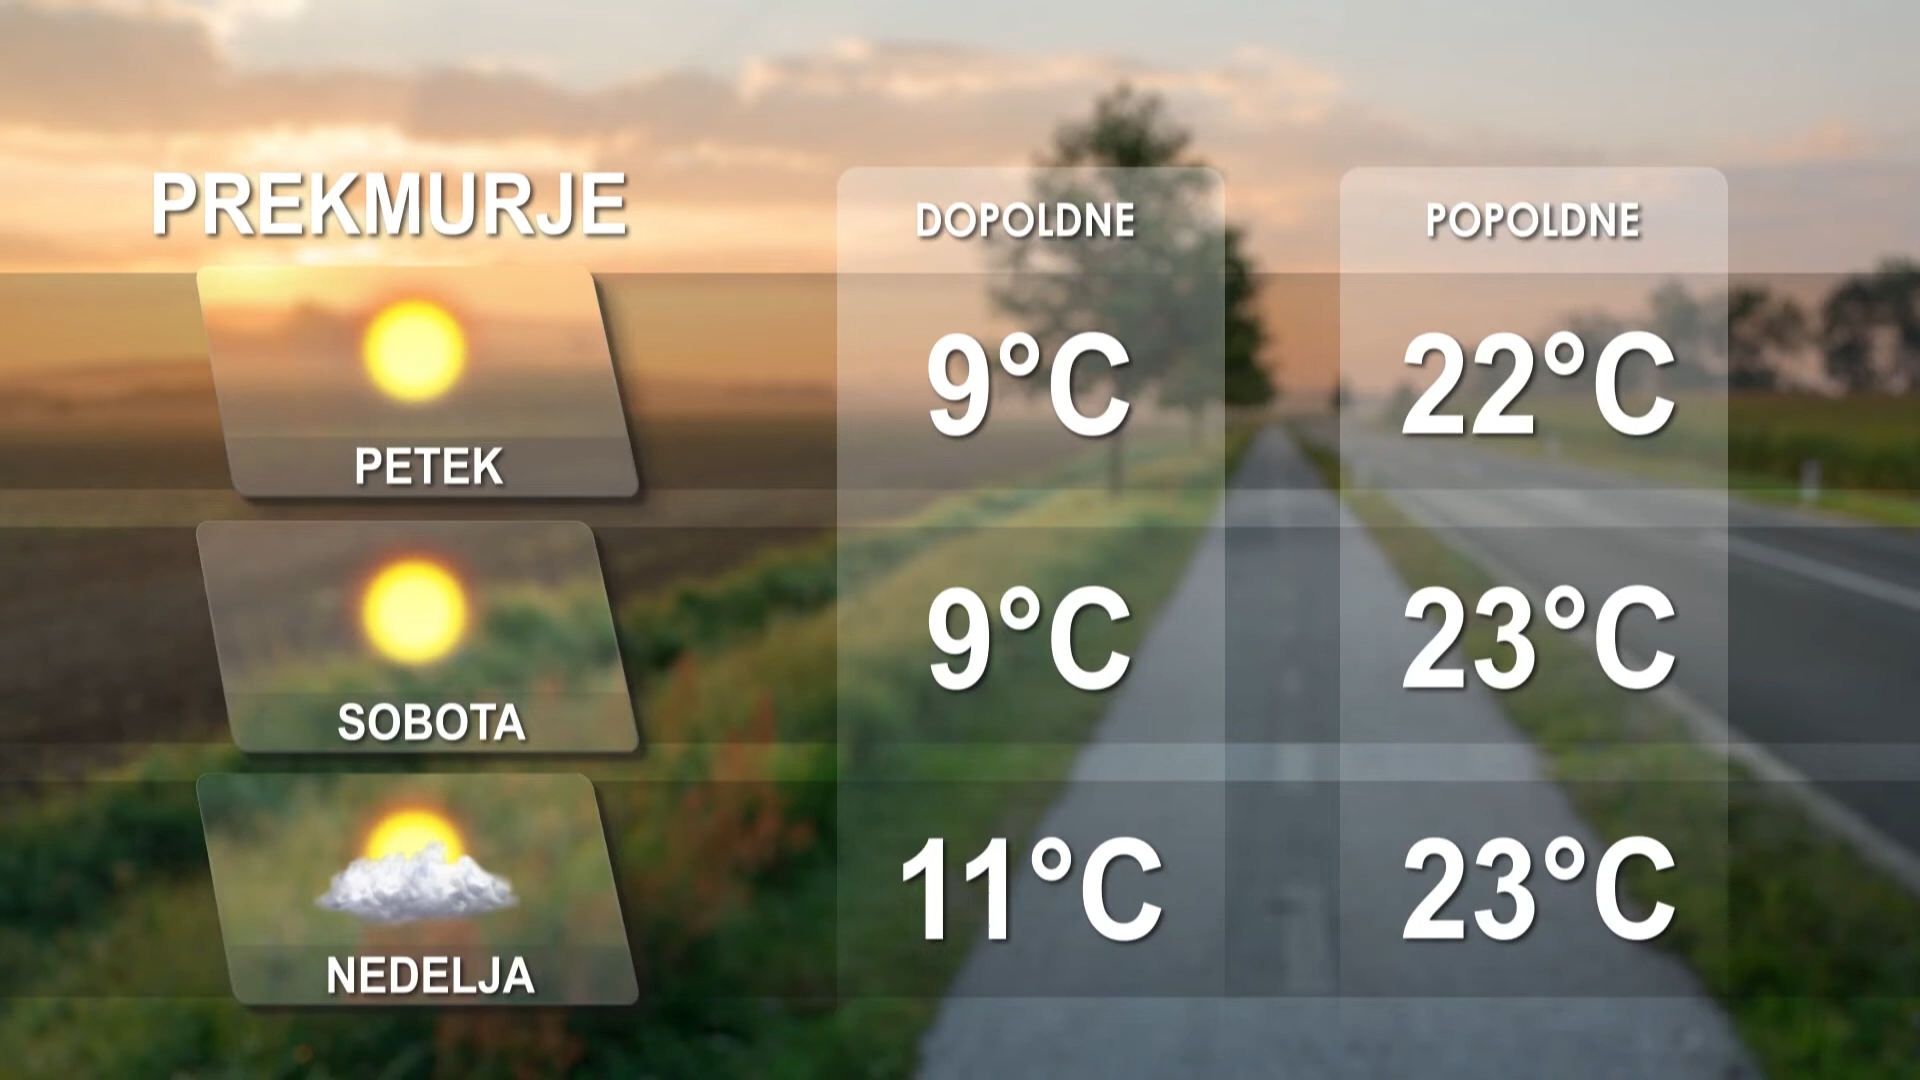 PREKMURJE
DOPOLDNE
POPOLDNE
9°C
22°C
PETEK
9°C
23°C
SOBOTA
11°C
23°C
NEDELJA